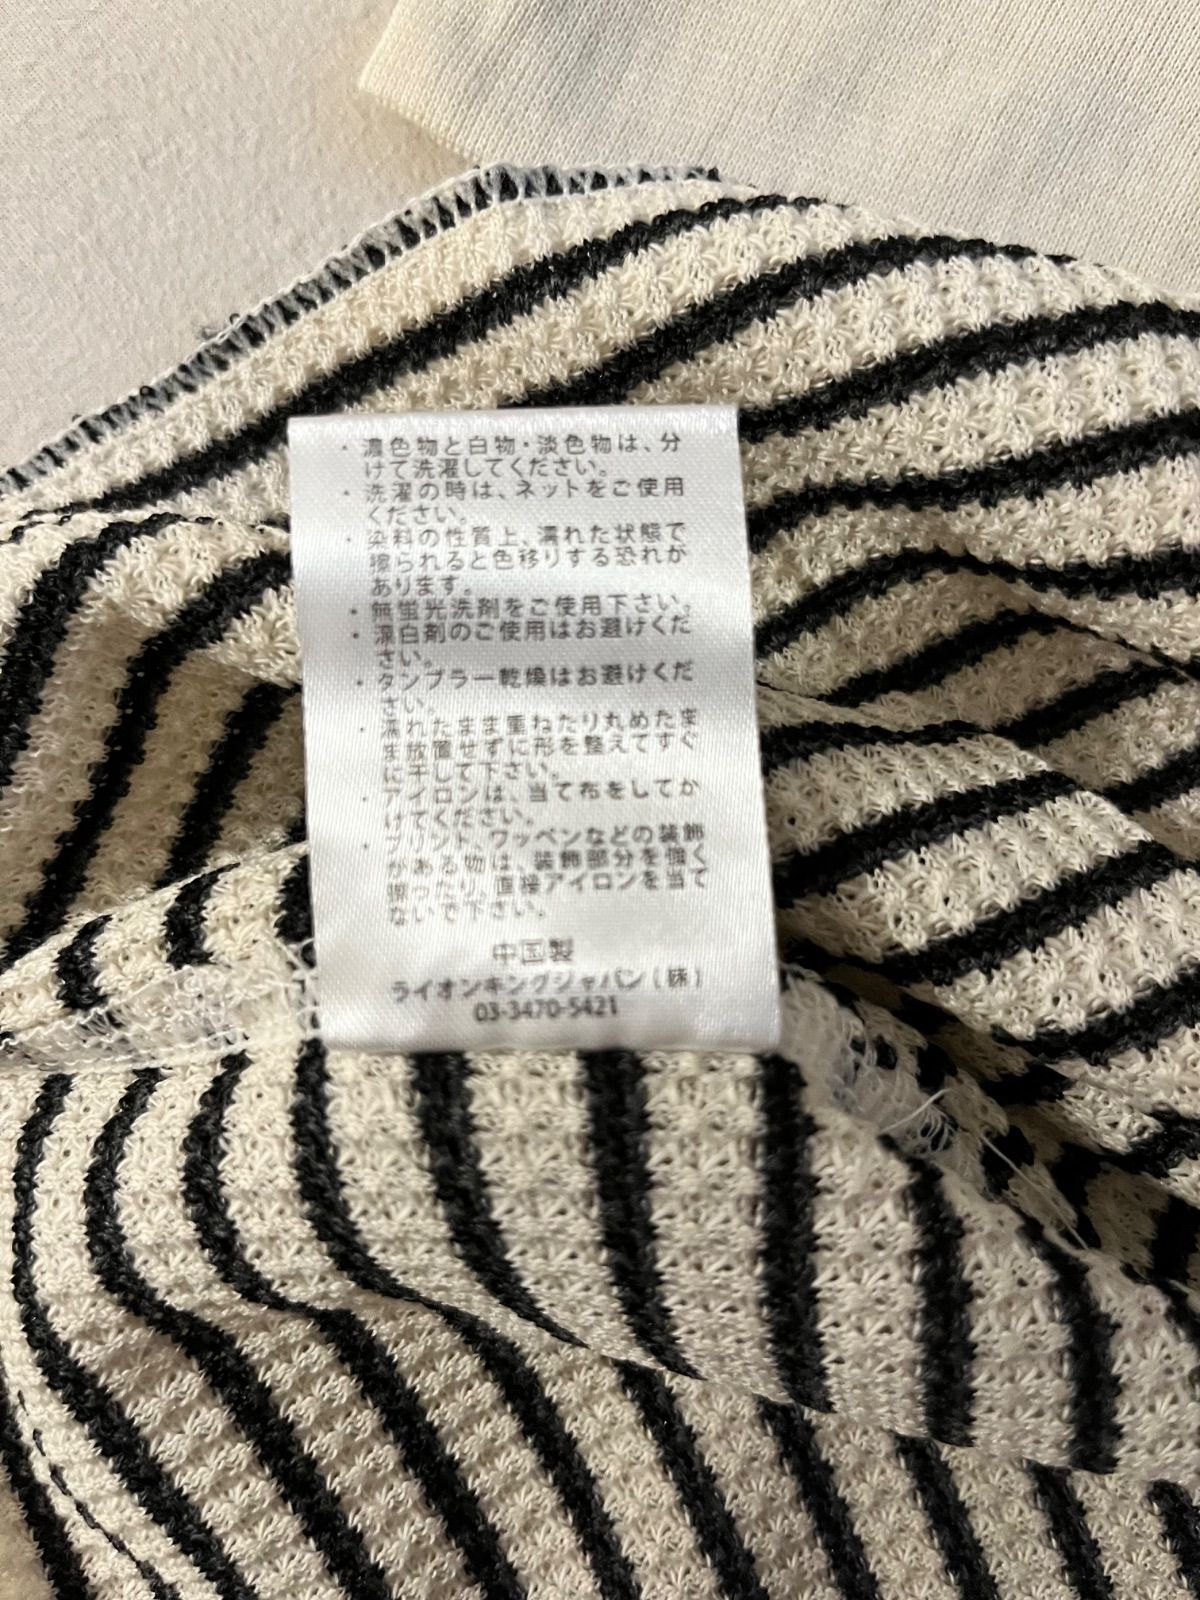 ・濃色物と白物・淡色物は、分
けて洗濯してください。
・洗濯の時は、ネットをご使用
ください。
・染料の性質上、濡れた状態で
擦られると色移りする恐れが
あります。
・無蛍光洗剤をご使用下さい。
・漂白剤のご使用はお避けくだ
さい。
・タンブラー乾燥はお避けくだ
さい。
・濡れたまま重ねたり丸めたま
ま放置せずに形を整えてすぐ
に干して下さい。
・アイロンは、当て布をしてか
けてください。
・プリント、ワッペンなどの装飾
がある物は、装飾部分を強く
擦ったり、直接アイロンを当て
ないで下さい。
中国製
ライオンキングジャパン(株)
03-3470-5421